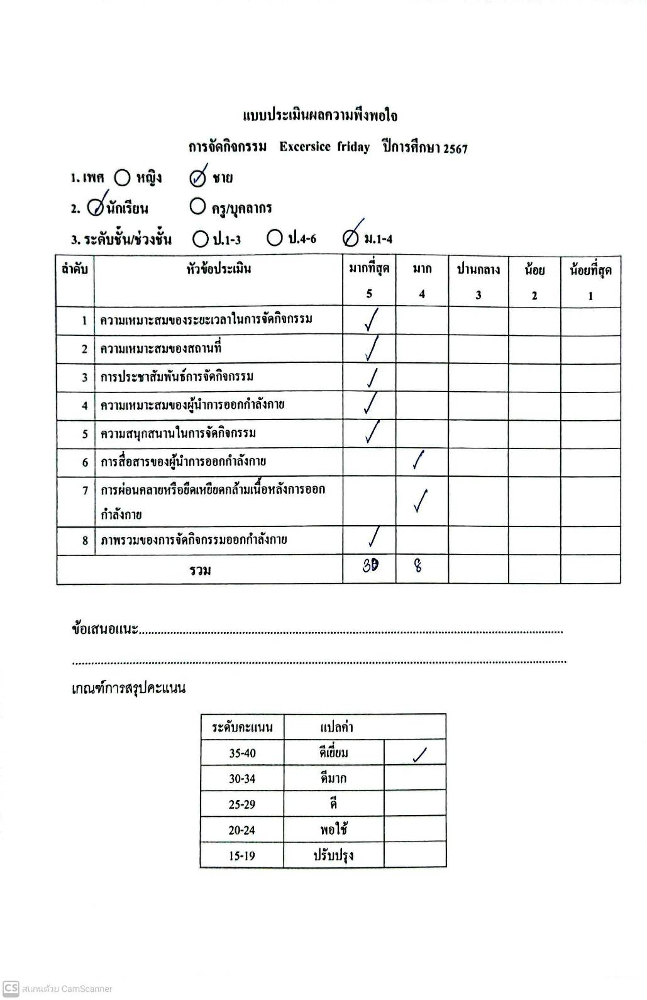 แบบประเมินผลความพึงพอใจ
การจัดกิจกรรม Excersice friday ปีการศึกษา 2567
1. เพศ หญิง ชาย
2. นักเรียน ครู/บุคลากร
3. ระดับชั้น/ช่วงชั้น ป.1-3 ป.4-6 ม.1-4
ลำดับ หัวข้อประเมิน มากที่สุด มาก ปานกลาง น้อย น้อยที่สุด
5 4 3 2 1
1 ความเหมาะสมของระยะเวลาในการจัดกิจกรรม ✓
2 ความเหมาะสมของสถานที่ ✓
3 การประชาสัมพันธ์การจัดกิจกรรม ✓
4 ความเหมาะสมของผู้นำการออกกำลังกาย ✓
5 ความสนุกสนานในการจัดกิจกรรม ✓
6 การสื่อสารของผู้นำการออกกำลังกาย ✓
7 การผ่อนคลายหรือยืดเหยียดกล้ามเนื้อหลังการออก
กำลังกาย ✓
8 ภาพรวมของการจัดกิจกรรมออกกำลังกาย ✓
รวม 30 8
ข้อเสนอแนะ
เกณฑ์การสรุปคะแนน
ระดับคะแนน แปลค่า
35-40 ดีเยี่ยม ✓
30-34 ดีมาก
25-29 ดี
20-24 พอใช้
15-19 ปรับปรุง
CS สแกนด้วย CamScanner